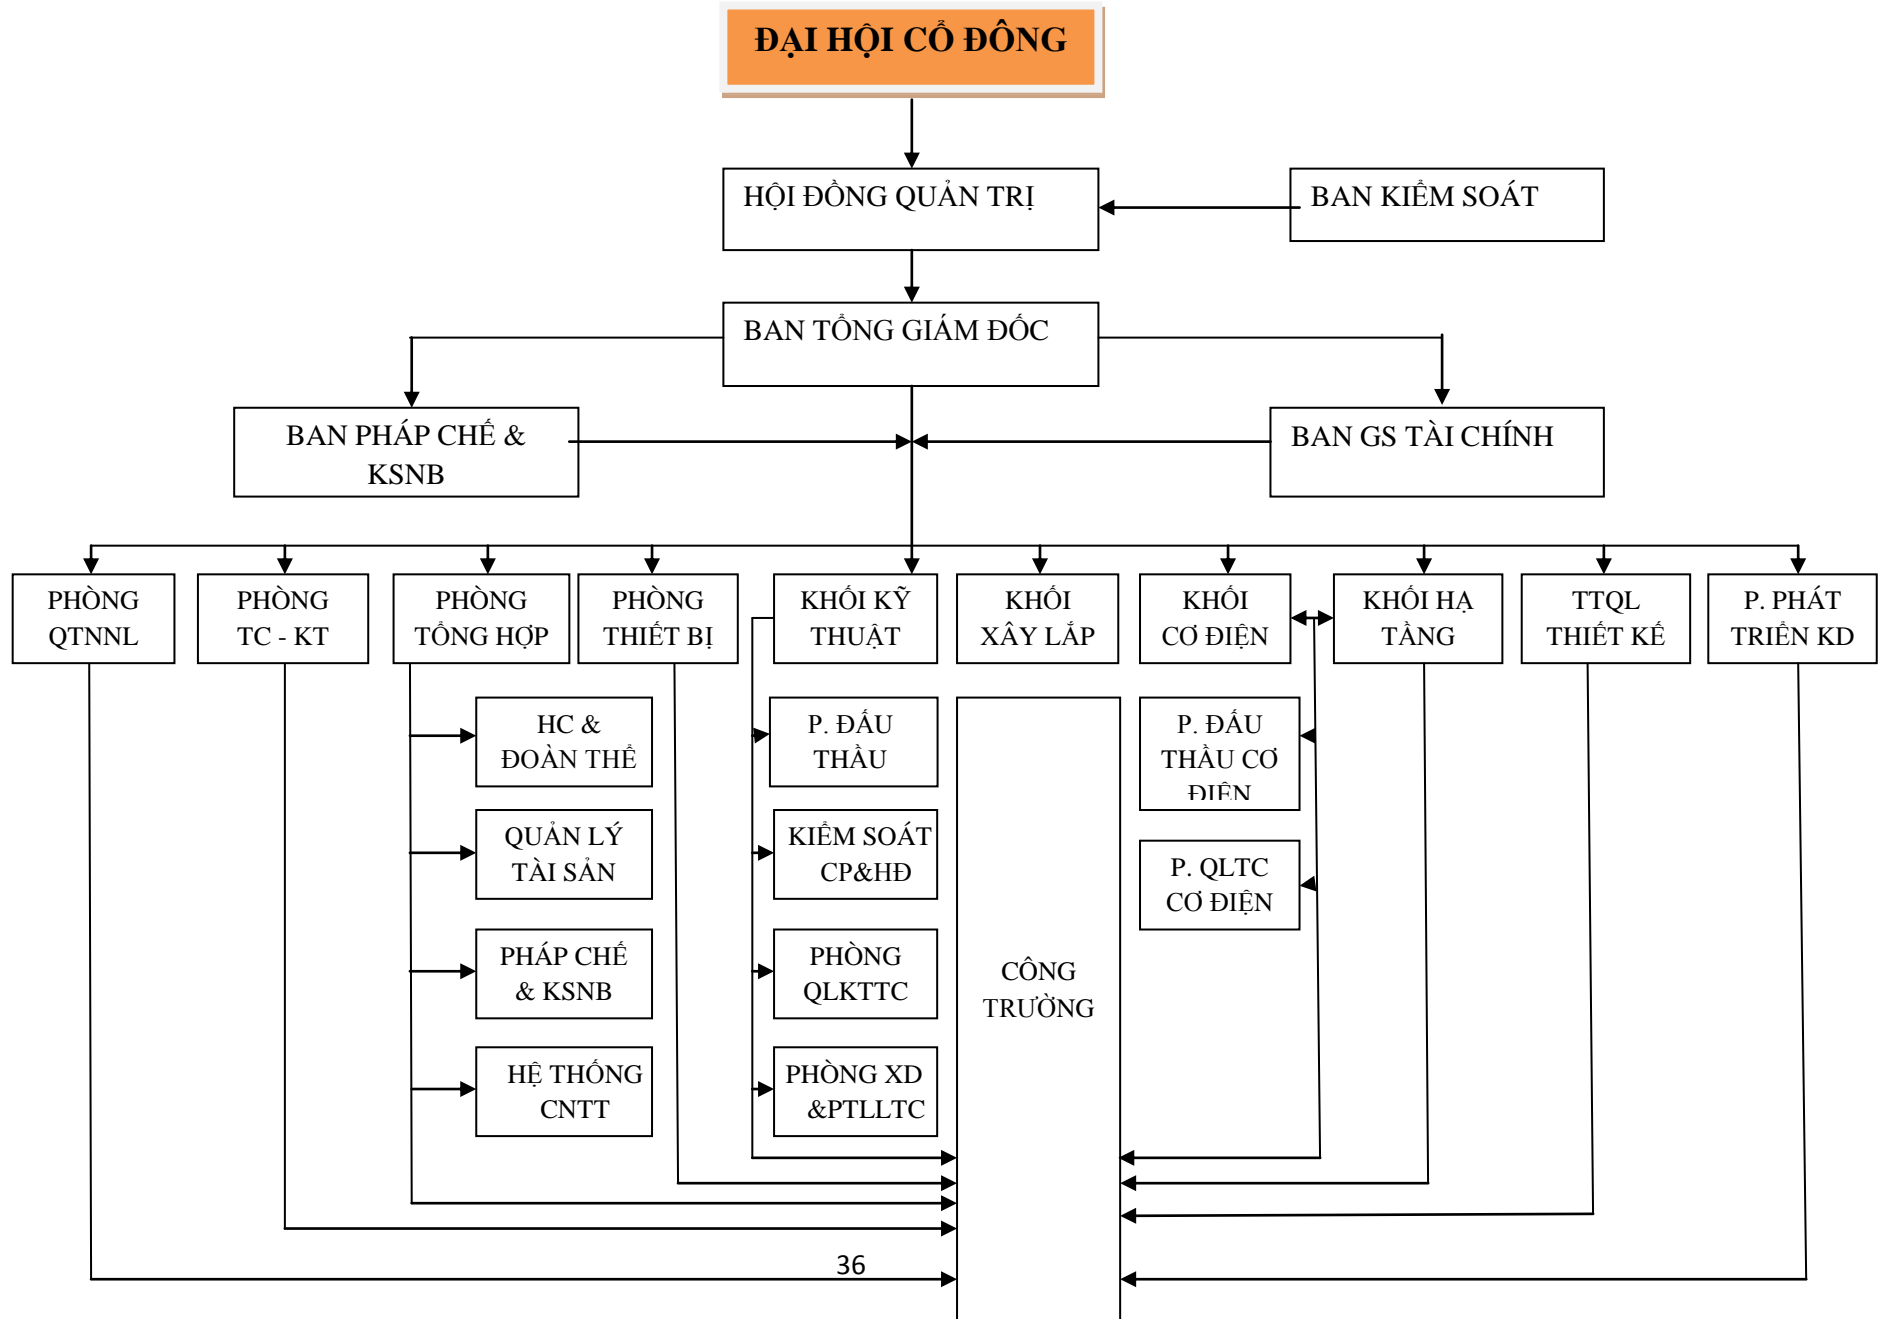 ĐẠI HỘI CỔ ĐÔNG
HỘI ĐỒNG QUẢN TRỊ
BAN KIỂM SOÁT
BAN TỔNG GIÁM ĐỐC
BAN PHÁP CHẾ &
KSNB
BAN GS TÀI CHÍNH
PHÒNG
QTNNL
PHÒNG
TC - KT
PHÒNG
TỔNG HỢP
PHÒNG
THIẾT BỊ
KHỐI KỸ
THUẬT
KHỐI
XÂY LẮP
KHỐI
CƠ ĐIỆN
KHỐI HẠ
TẦNG
TTQL
THIẾT KẾ
P. PHÁT
TRIỂN KD
HC &
ĐOÀN THỂ
P. ĐẤU
THẦU
P. ĐẤU
THẦU CƠ
ĐIỆN
QUẢN LÝ
TÀI SẢN
KIỂM SOÁT
CP&HĐ
P. QLTC
CƠ ĐIỆN
PHÁP CHẾ
& KSNB
PHÒNG
QLKTTC
CÔNG
TRƯỜNG
HỆ THỐNG
CNTT
PHÒNG XD
&PTLLTC
36